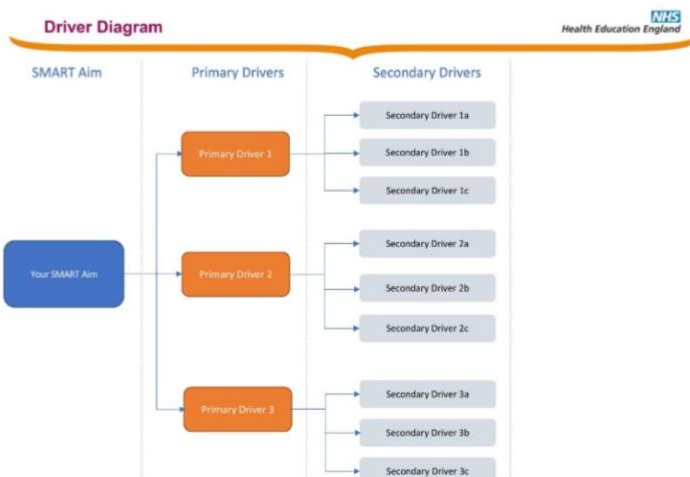 Driver Diagram
NHS
Health Education England
SMART Aim
Primary Drivers
Secondary Drivers
Your SMART Aim
Primary Driver 1
Secondary Driver 1a
Secondary Driver 1b
Secondary Driver 1c
Primary Driver 2
Secondary Driver 2a
Secondary Driver 2b
Secondary Driver 2c
Primary Driver 3
Secondary Driver 3a
Secondary Driver 3b
Secondary Driver 3c